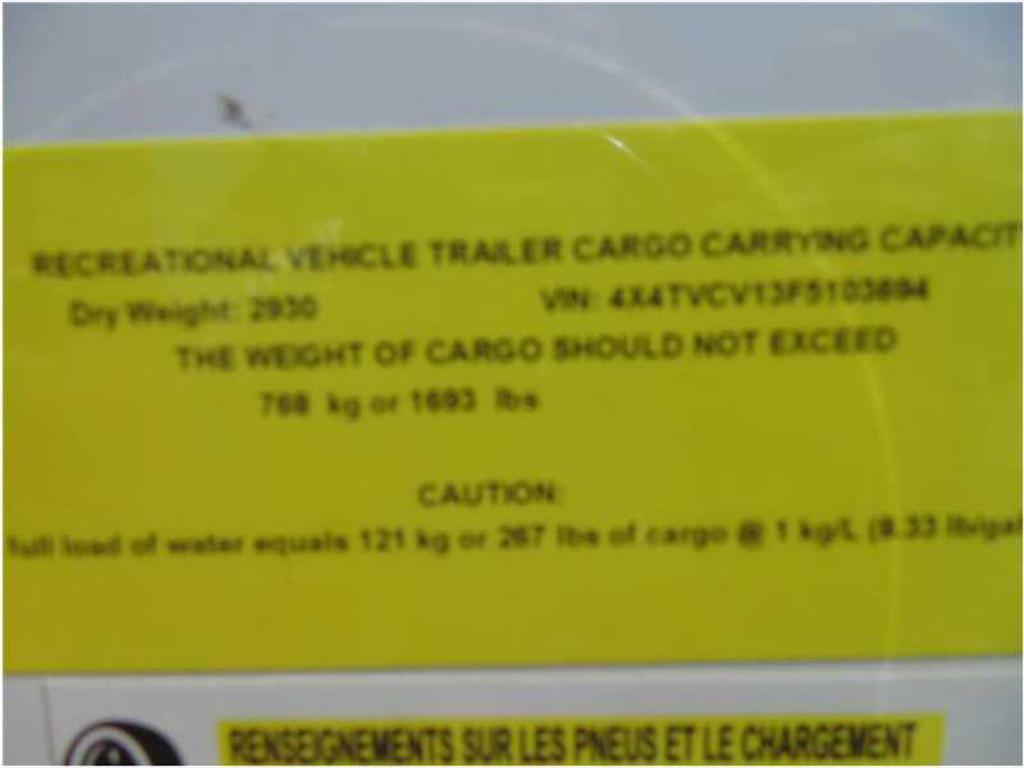 RECREATIONAL VEHICLE TRAILER CARGO CARRYING CAPACIT
Dry Weight: 2930 VIN: 4X4TVCV13F5103694
THE WEIGHT OF CARGO SHOULD NOT EXCEED
768 kg or 1693 lbs
CAUTION:
full load of water equals 121 kg or 267 lbs of cargo @ 1 kg/L (8.33 lb/gal
RENSEIGNEMENTS SUR LES PNEUS ET LE CHARGEMENT